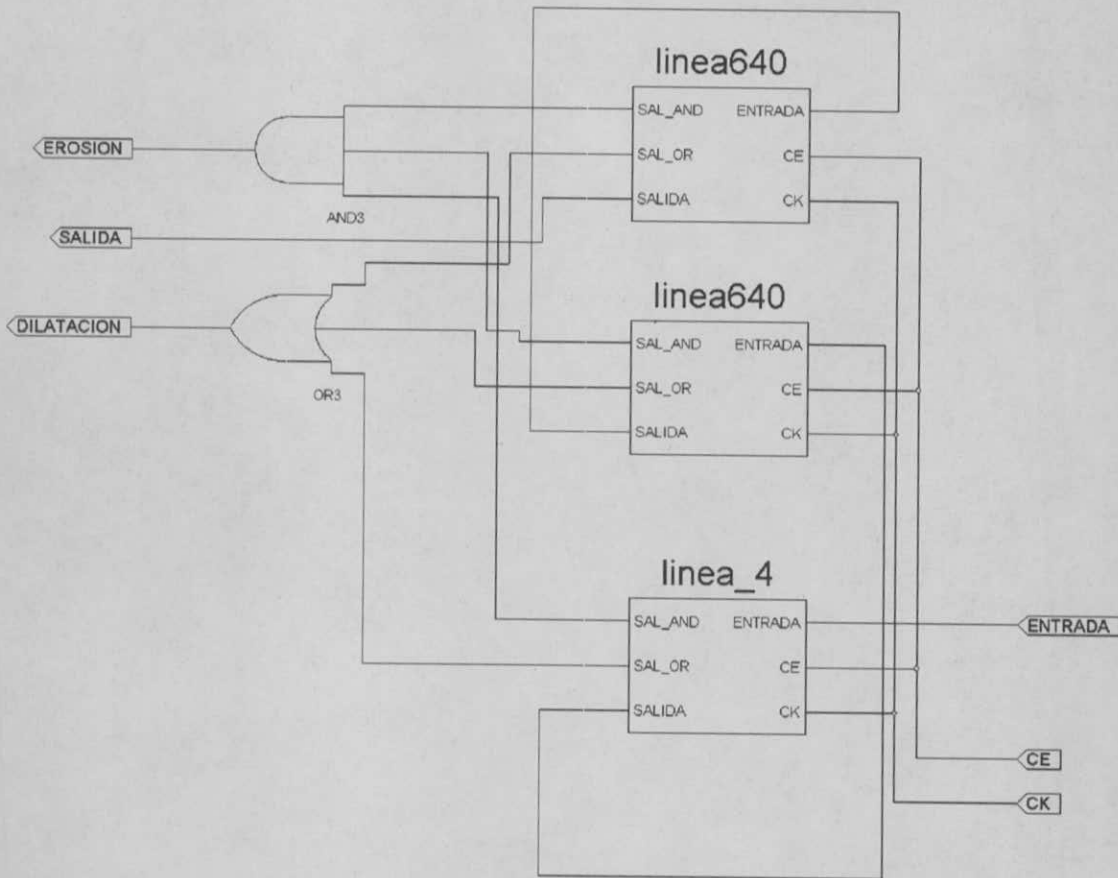 linea640
SAL_AND ENTRADA
EROSION
SAL_OR CE
SALIDA CK
AND3
SALIDA
linea640
DILATACION
SAL_AND ENTRADA
SAL_OR CE
OR3
SALIDA CK
linea_4
SAL_AND ENTRADA
ENTRADA
SAL_OR CE
SALIDA CK
CE
CK